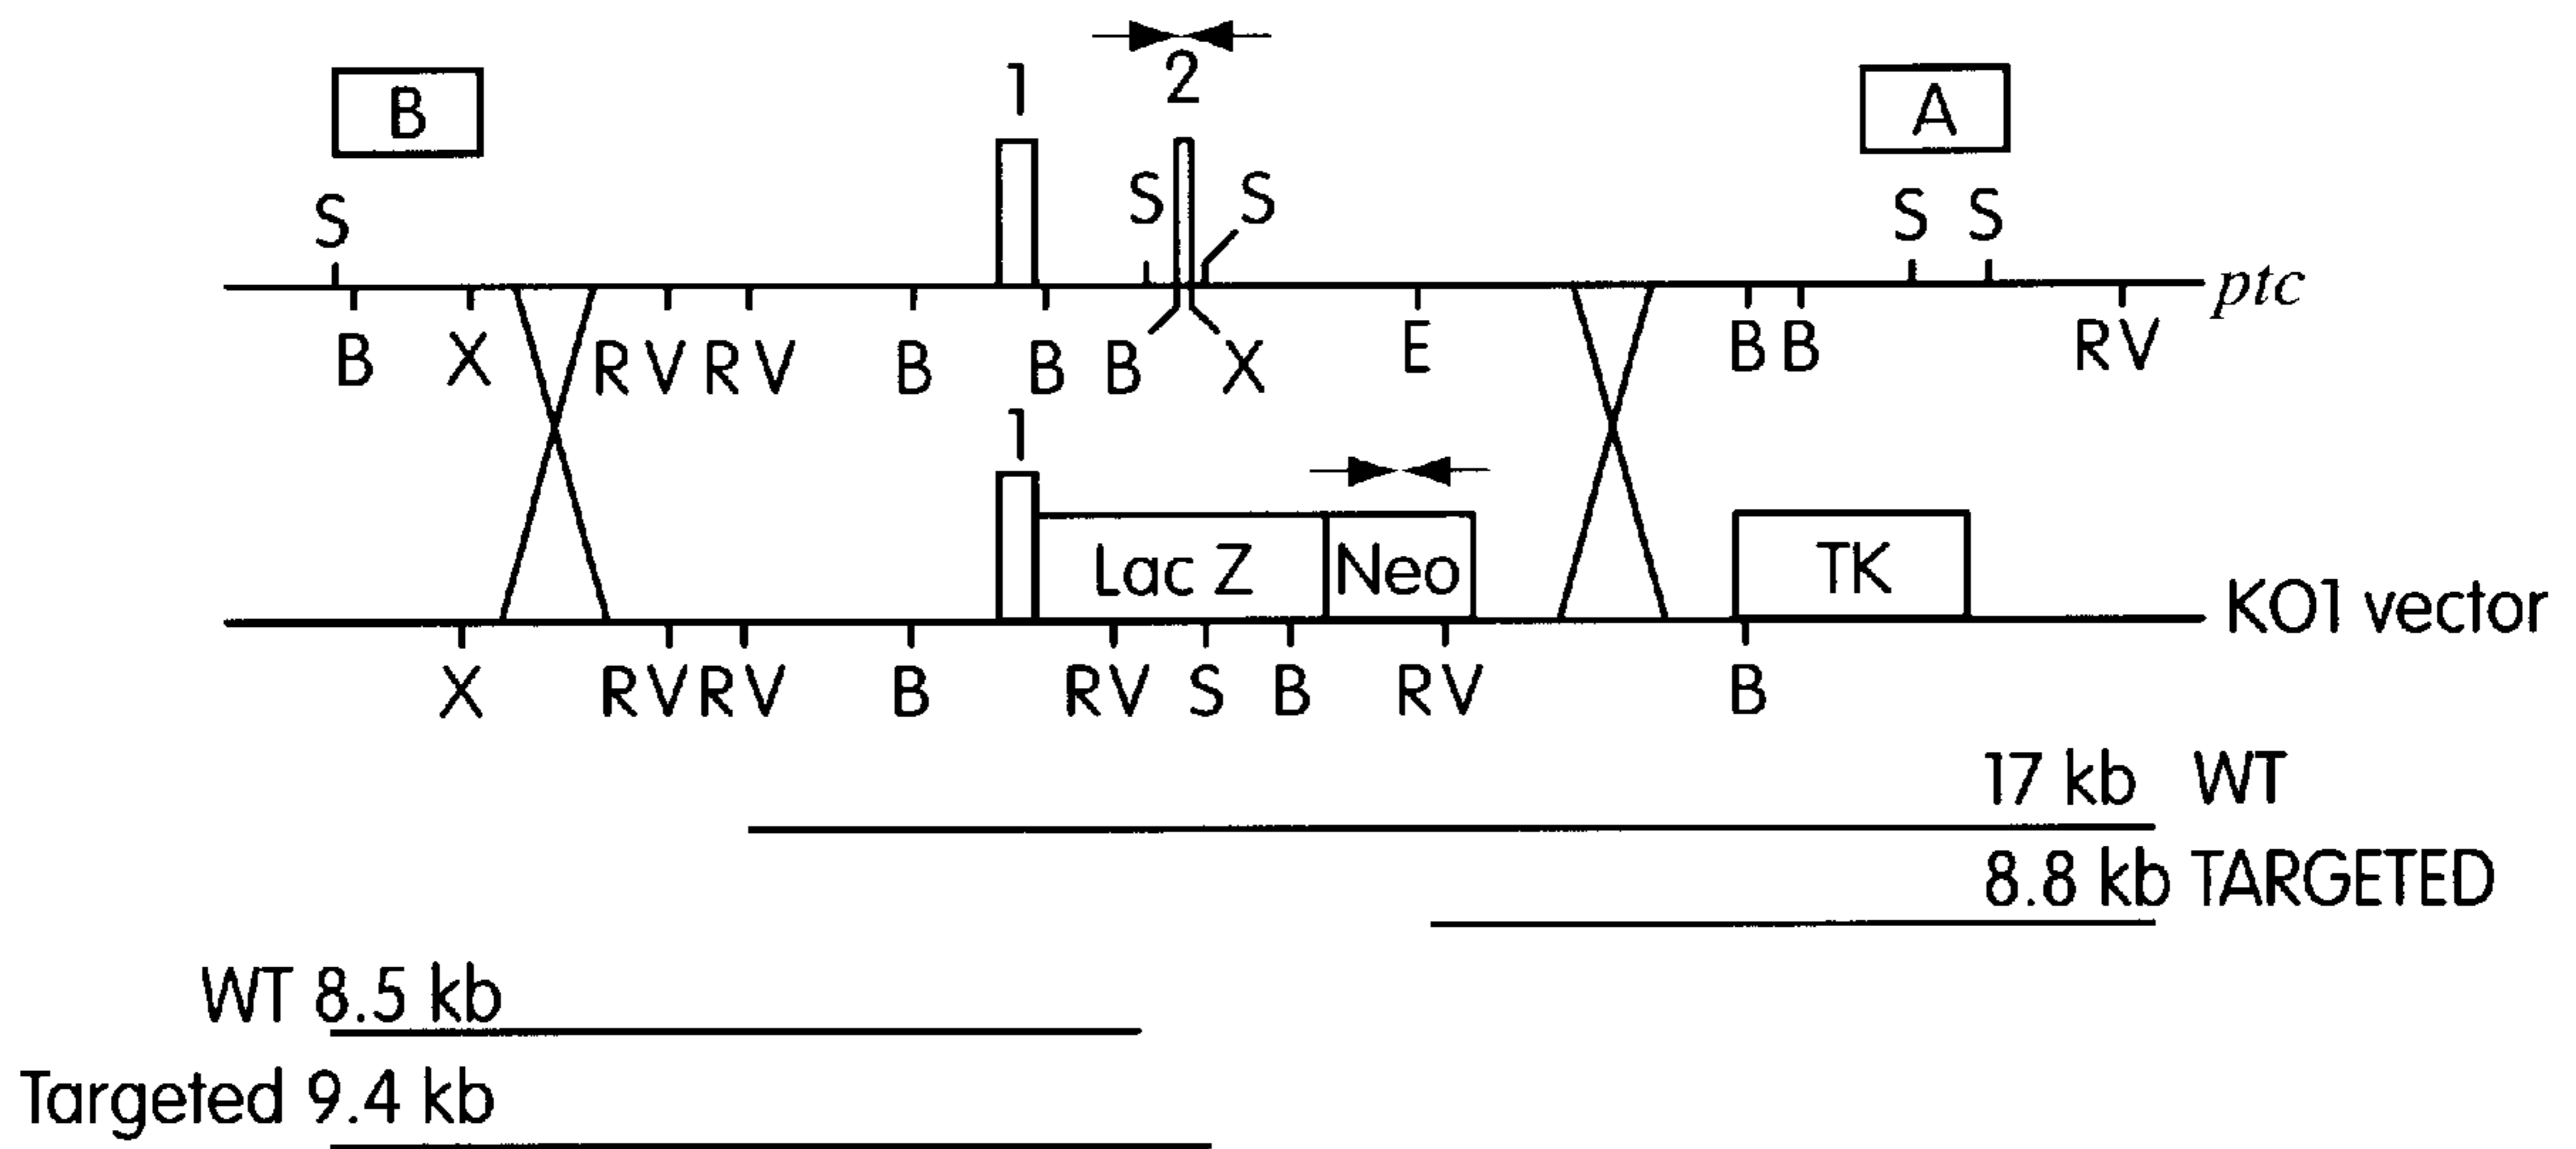 1 2
B A
S S S S S
ptc
B X RV RV B B B X E B B RV
1
Lac Z Neo TK
KO1 vector
X RV RV B RV S B RV B
17 kb WT
8.8 kb TARGETED
WT 8.5 kb
Targeted 9.4 kb